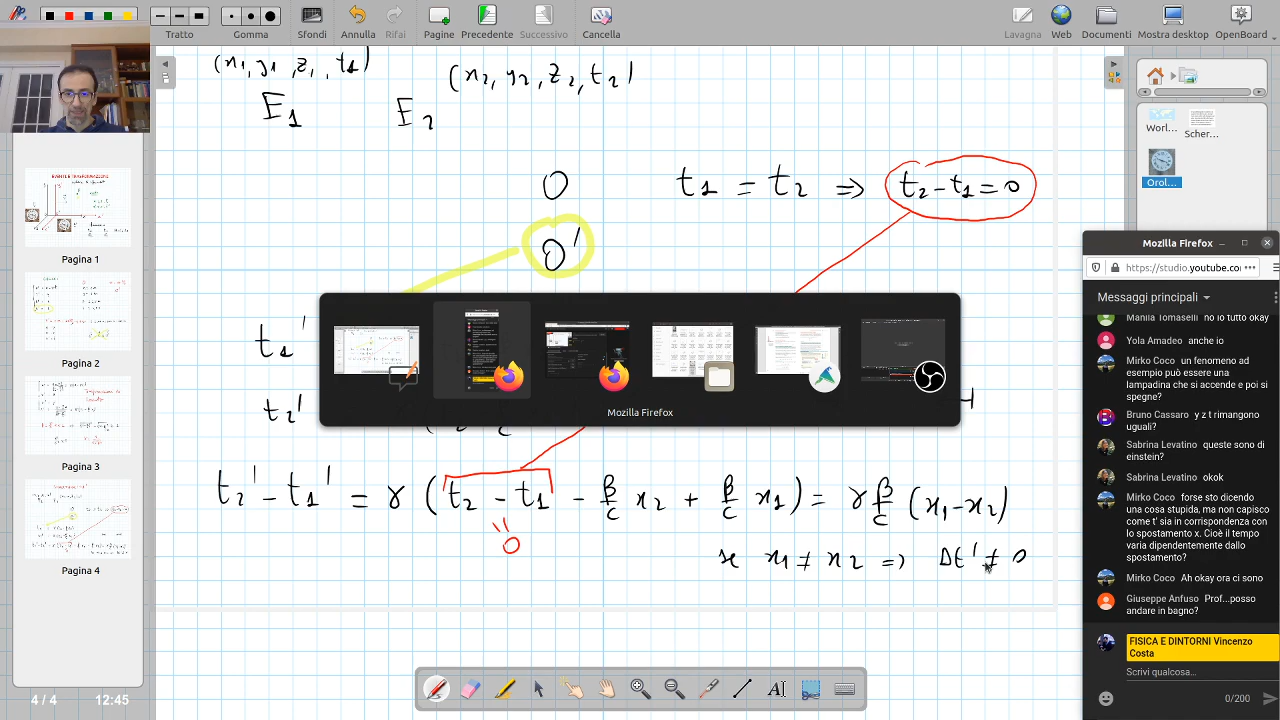 Tratto
Gomma
Sfondi
Annulla
Rifai
Pagine
Precedente
Successivo
Cancella
Lavagna
Web
Documenti
Mostra desktop
OpenBoard
(x1, y1 z1, t1)
(x2, y2, z2, t2)
E1
E2
O
t1 = t2 ⇒ t2 - t1 = 0
O'
t1'
t2'
t2' - t1' = γ (t2 - t1 - β/c x2 + β/c x1) = γ β/c (x1 - x2)
0
se x1 ≠ x2 ⇒ Δt' ≠ 0
Pagina 1
Pagina 2
Pagina 3
Pagina 4
4 / 4
12:45
Mozilla Firefox
Worl...
Scher...
Orol...
Mozilla Firefox
https://studio.youtube.co
Messaggi principali
no lo tutto okay
Yola Amadea anche io
Mirko Coco un fenomeno ad
esempio può essere una
lampadina che si accende e poi si
spegne?
Bruno Cassaro y z t rimangono
uguali?
Sabrina Levatino queste sono di
einstein?
Sabrina Levatino okok
Mirko Coco forse sto dicendo
una cosa stupida, ma non capisco
come t' sia in corrispondenza con
lo spostamento x. Cioè il tempo
varia dipendentemente dallo
spostamento?
Mirko Coco Ah okay ora ci sono
Giuseppe Anfuso Prof...posso
andare in bagno?
FISICA E DINTORNI Vincenzo
Costa
Scrivi qualcosa...
0/200